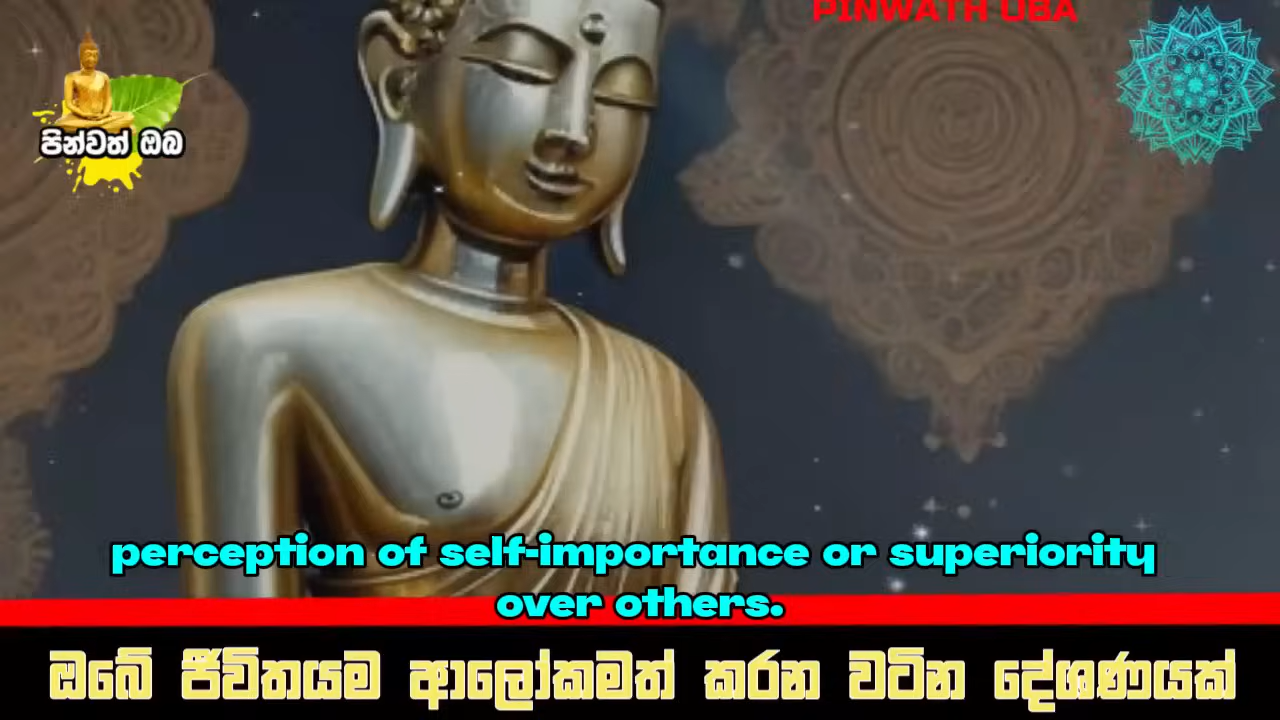 PINWATH UBA
පින්වත් ඔබ
perception of self-importance or superiority
over others.
ඔබේ ජීවිතයම ආලෝකමත් කරන වටින දේශණයක්